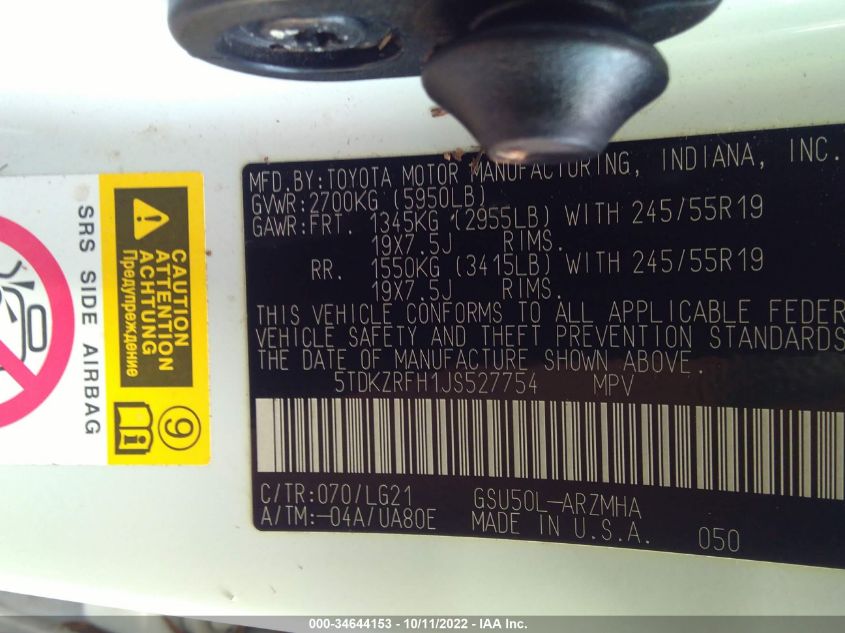 MFD.BY:TOYOTA MOTOR MANUFACTURING, INDIANA, INC.
GVWR:2700KG (5950LB)
GAWR:FRT. 1345KG (2955LB) WITH 245/55R19
19X7.5J RIMS.
RR. 1550KG (3415LB) WITH 245/55R19
19X7.5J RIMS.
THIS VEHICLE CONFORMS TO ALL APPLICABLE FEDER
VEHICLE SAFETY AND THEFT PREVENTION STANDARDS
THE DATE OF MANUFACTURE SHOWN ABOVE.
5TDKZRFH1JS527754 MPV
C/TR:070/LG21 GSU50L-ARZMHA
A/TM:-04A/UA80E MADE IN U.S.A. 050
CAUTION
ATTENTION
ACHTUNG
Предупреждение
9
SRS SIDE AIRBAG
000-34644153 - 10/11/2022 - IAA Inc.